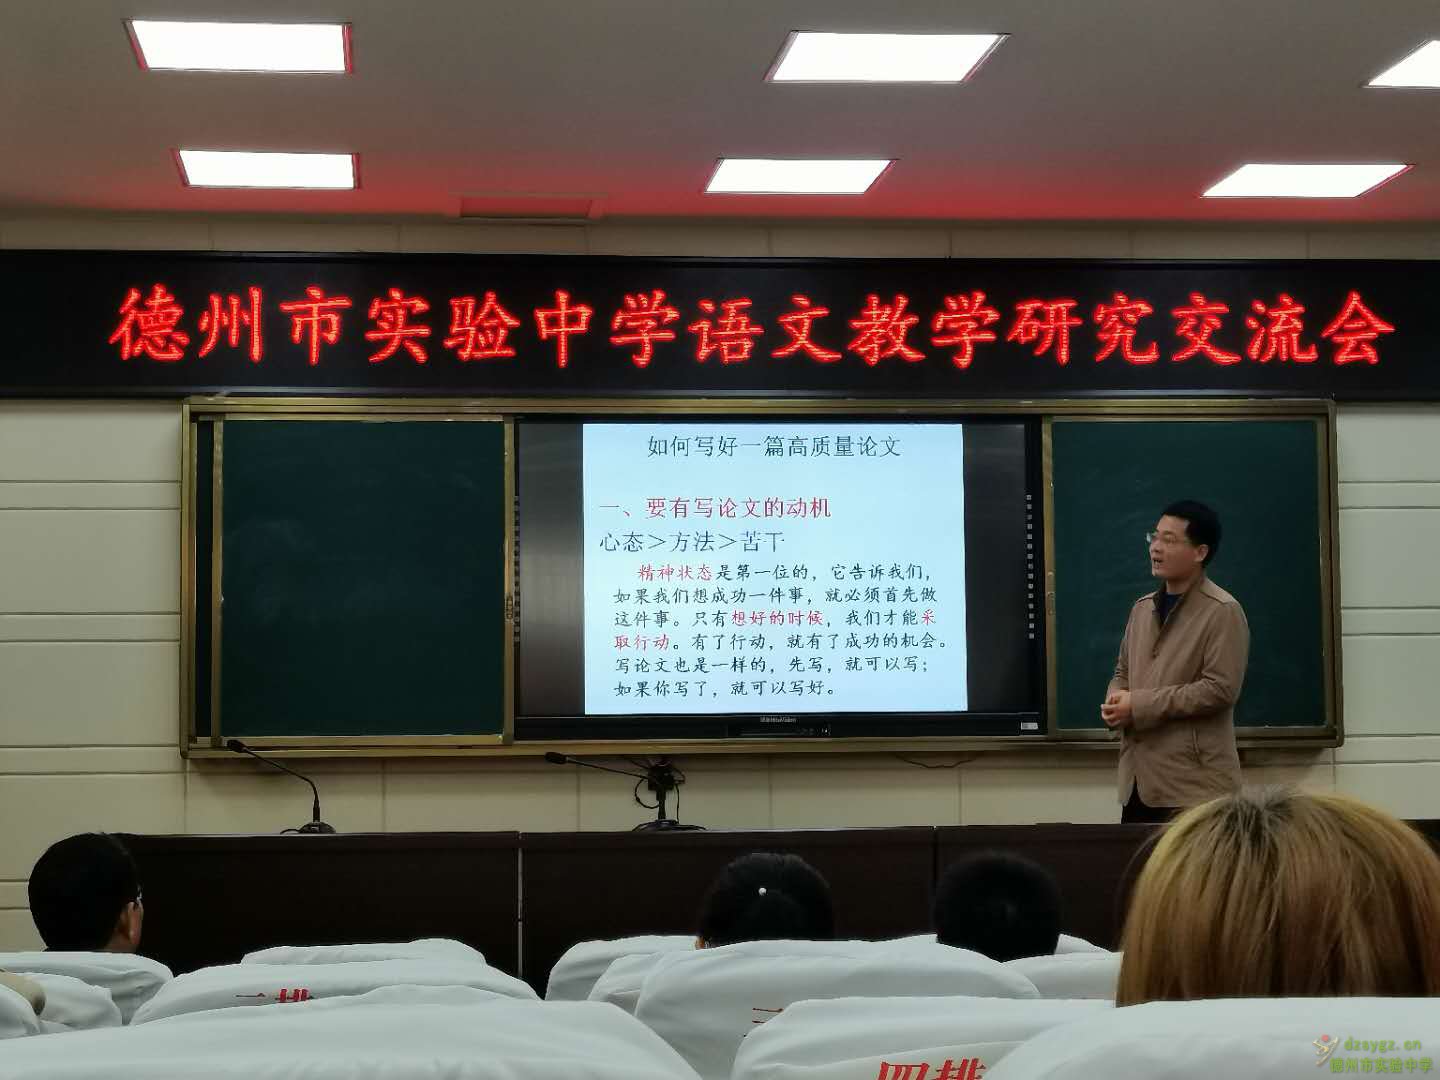 德州市实验中学语文教学研究交流会
如何写好一篇高质量论文
一、要有写论文的动机
心态＞方法＞苦干
精神状态是第一位的，它告诉我们，
如果我们想成功一件事，就必须首先做
这件事。只有想好的时候，我们才能采
取行动。有了行动，就有了成功的机会。
写论文也是一样的，先写，就可以写；
如果你写了，就可以写好。
二排
四排
dzsygz.cn
德州市实验中学